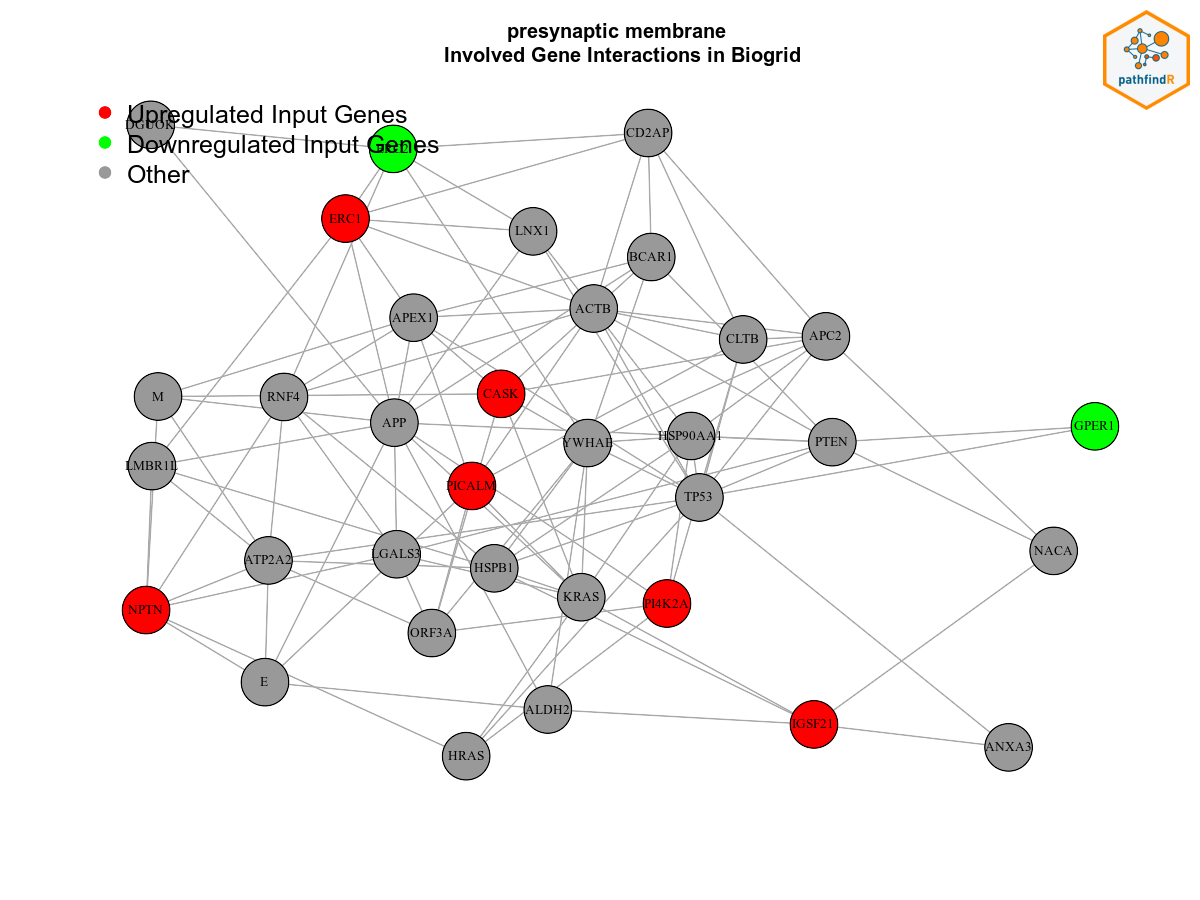 presynaptic membrane
Involved Gene Interactions in Biogrid
pathfindR
Upregulated Input Genes
DGUOK
Downregulated Input Genes
Other
CD2AP
ERC1
LNX1
BCAR1
ACTB
APEX1
CLTB
APC2
M
RNF4
CASK
APP
YWHAE
HSP90AA1
PTEN
GPER1
LMBR1L
PICALM
TP53
ATP2A2
LGALS3
HSPB1
NACA
NPTN
KRAS
PI4K2A
ORF3A
E
ALDH2
IGSF21
HRAS
ANXA3